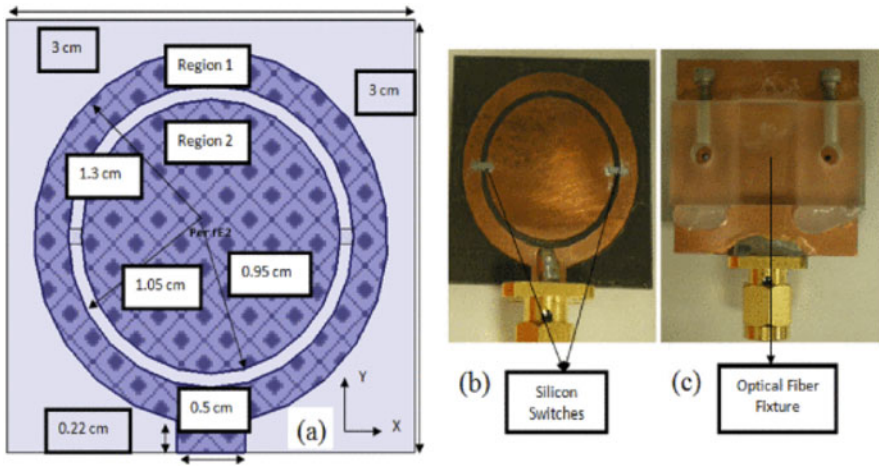 3 cm
Region 1
3 cm
Region 2
1.3 cm
1.05 cm
0.95 cm
0.5 cm
0.22 cm
(a)
Y
X
(b)
Silicon
Switches
(c)
Optical Fiber
Fixture